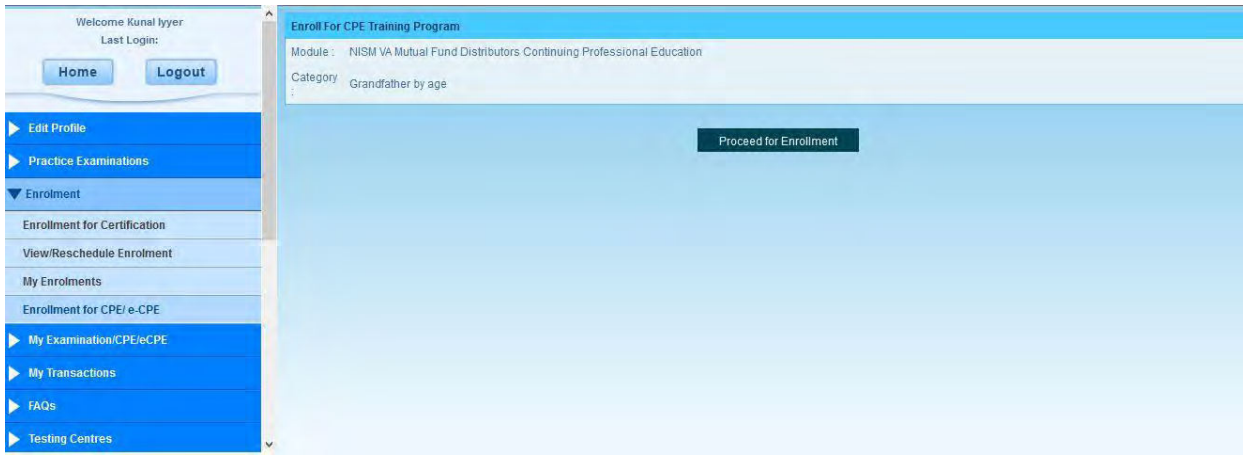 Welcome Kunal Iyyer
Last Login:
Home Logout
Edit Profile
Practice Examinations
Enrolment
Enrollment for Certification
View/Reschedule Enrolment
My Enrolments
Enrollment for CPE/ e-CPE
My Examination/CPE/eCPE
My Transactions
FAQs
Testing Centres
Enroll For CPE Training Program
Module : NISM VA Mutual Fund Distributors Continuing Professional Education
Category : Grandfather by age
Proceed for Enrollment